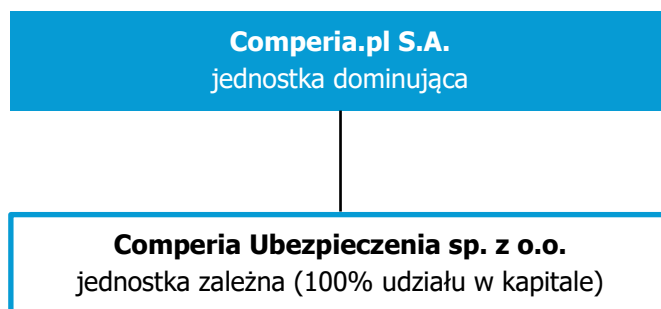 Comperia.pl S.A.
jednostka dominująca
Comperia Ubezpieczenia sp. z o.o.
jednostka zależna (100% udziału w kapitale)